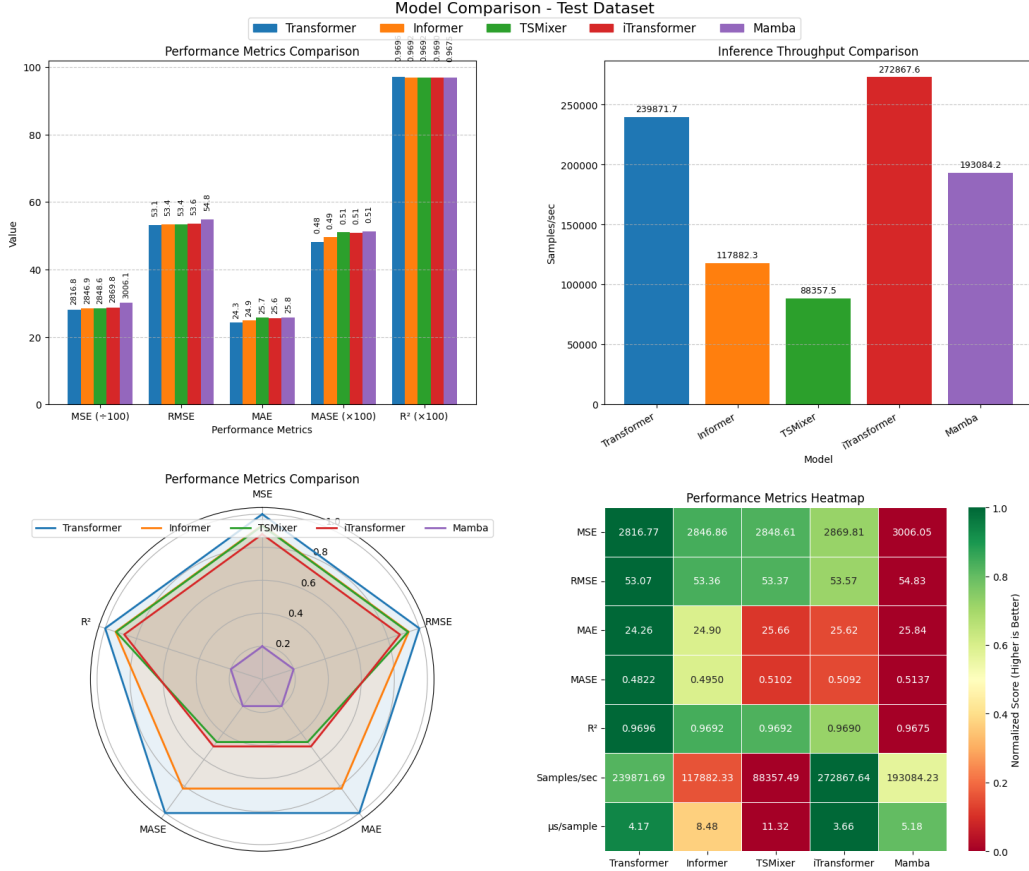 Model Comparison - Test Dataset
Transformer Informer TSMixer iTransformer Mamba
Performance Metrics Comparison
Value
100
80
60
40
20
0
2816.8 2846.9 2848.6 2869.8 3006.1
53.1 53.4 53.4 53.6 54.8
24.3 24.9 25.7 25.6 25.8
0.48 0.49 0.51 0.51 0.51
MSE (÷100) RMSE MAE MASE (×100) R² (×100)
Performance Metrics
Inference Throughput Comparison
Samples/sec
250000
200000
150000
100000
50000
0
239871.7 117882.3 88357.5 272867.6 193084.2
Transformer Informer TSMixer iTransformer Mamba
Model
Performance Metrics Comparison
MSE
Transformer Informer TSMixer iTransformer Mamba
1.0
0.8
0.6
0.4
0.2
R² RMSE
MASE MAE
Performance Metrics Heatmap
MSE 2816.77 2846.86 2848.61 2869.81 3006.05
RMSE 53.07 53.36 53.37 53.57 54.83
MAE 24.26 24.90 25.66 25.62 25.84
MASE 0.4822 0.4950 0.5102 0.5092 0.5137
R² 0.9696 0.9692 0.9692 0.9690 0.9675
Samples/sec 239871.69 117882.33 88357.49 272867.64 193084.23
µs/sample 4.17 8.48 11.32 3.66 5.18
Transformer Informer TSMixer iTransformer Mamba
1.0
0.8
0.6
0.4
0.2
0.0
Normalized Score (Higher is Better)